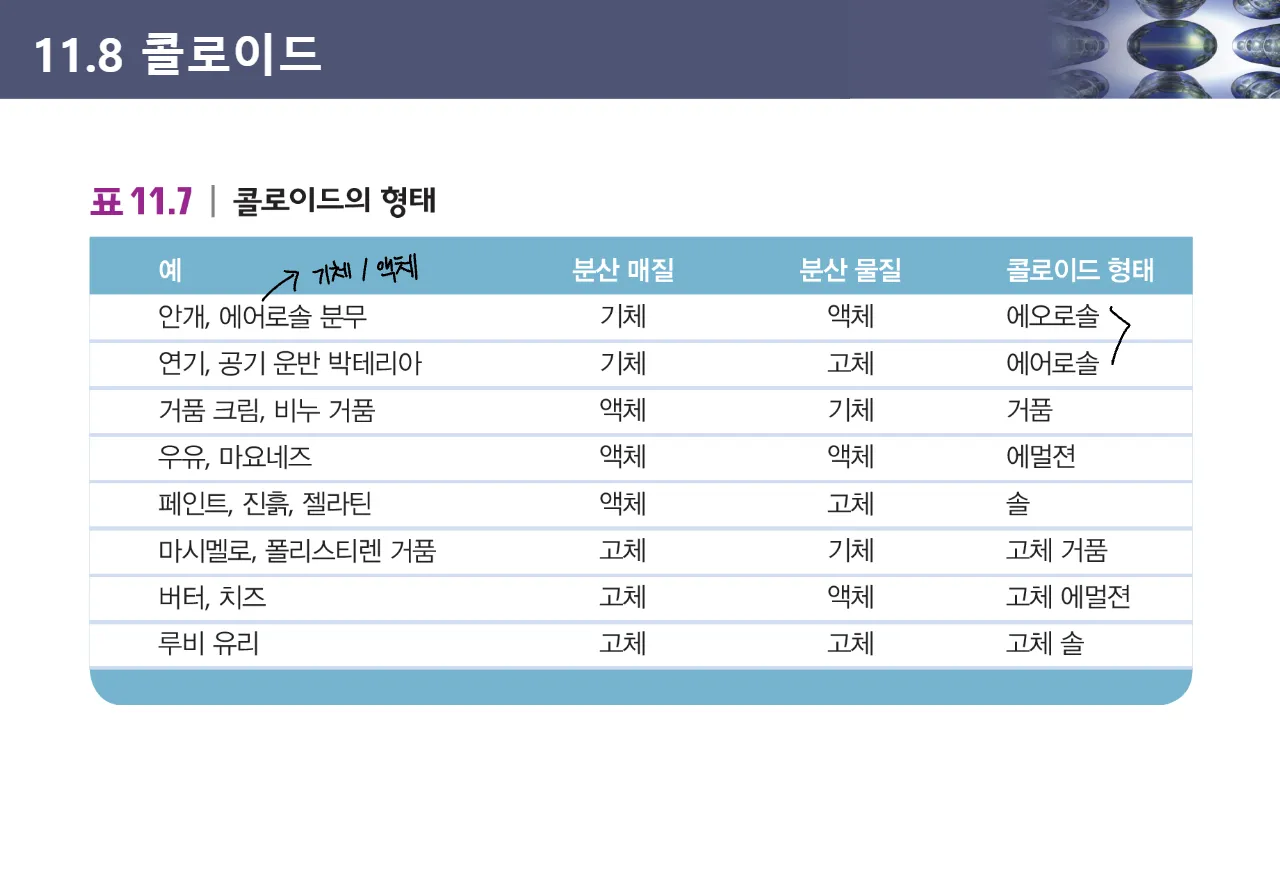 11.8 콜로이드
표 11.7 | 콜로이드의 형태
예 기체 / 액체 분산 매질 분산 물질 콜로이드 형태
안개, 에어로솔 분무 기체 액체 에오로솔
연기, 공기 운반 박테리아 기체 고체 에어로솔
거품 크림, 비누 거품 액체 기체 거품
우유, 마요네즈 액체 액체 에멀젼
페인트, 진흙, 젤라틴 액체 고체 솔
마시멜로, 폴리스티렌 거품 고체 기체 고체 거품
버터, 치즈 고체 액체 고체 에멀젼
루비 유리 고체 고체 고체 솔